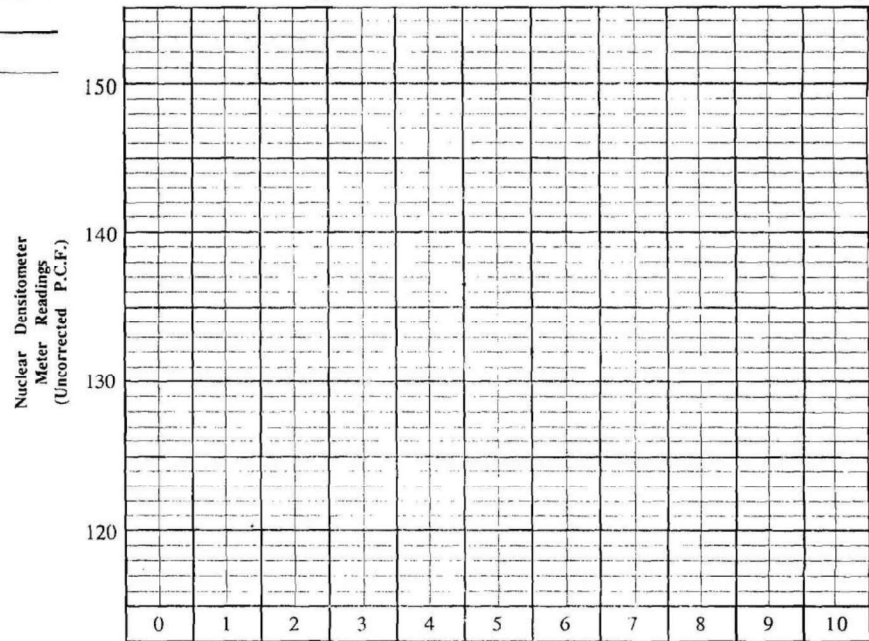 150
140
130
120
Nuclear Densitometer
Meter Readings
(Uncorrected P.C.F.)
0 1 2 3 4 5 6 7 8 9 10